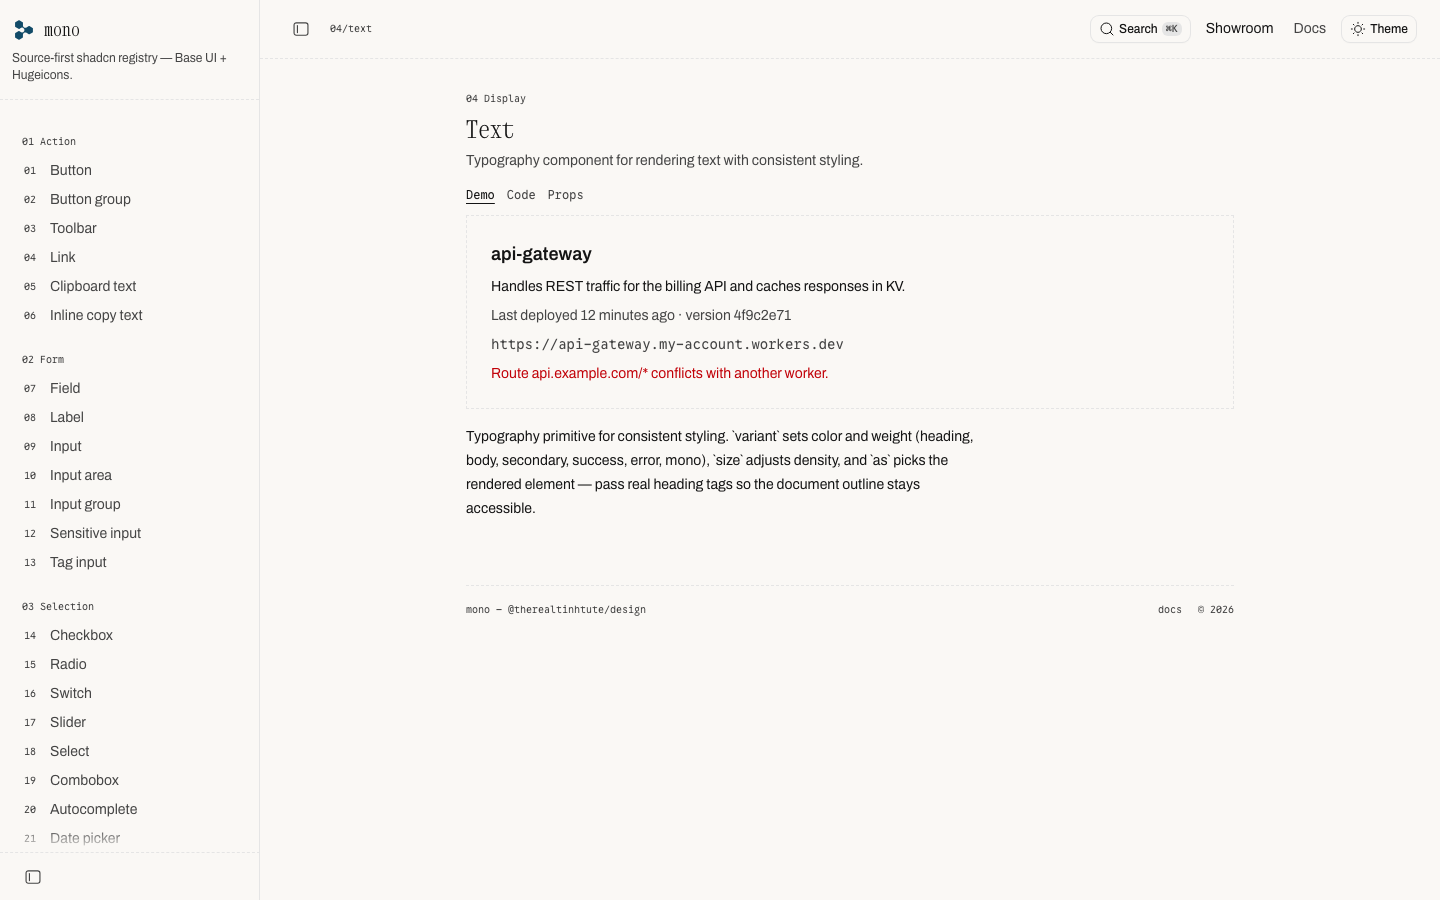 mono
Source-first shadcn registry — Base UI +
Hugeicons.
01 Action
01 Button
02 Button group
03 Toolbar
04 Link
05 Clipboard text
06 Inline copy text
02 Form
07 Field
08 Label
09 Input
10 Input area
11 Input group
12 Sensitive input
13 Tag input
03 Selection
14 Checkbox
15 Radio
16 Switch
17 Slider
18 Select
19 Combobox
20 Autocomplete
21 Date picker
04/text
Search ⌘K
Showroom
Docs
Theme
04 Display
Text
Typography component for rendering text with consistent styling.
Demo Code Props
api-gateway
Handles REST traffic for the billing API and caches responses in KV.
Last deployed 12 minutes ago · version 4f9c2e71
https://api-gateway.my-account.workers.dev
Route api.example.com/* conflicts with another worker.
Typography primitive for consistent styling. `variant` sets color and weight (heading,
body, secondary, success, error, mono), `size` adjusts density, and `as` picks the
rendered element — pass real heading tags so the document outline stays
accessible.
mono — @therealtinhtute/design
docs © 2026